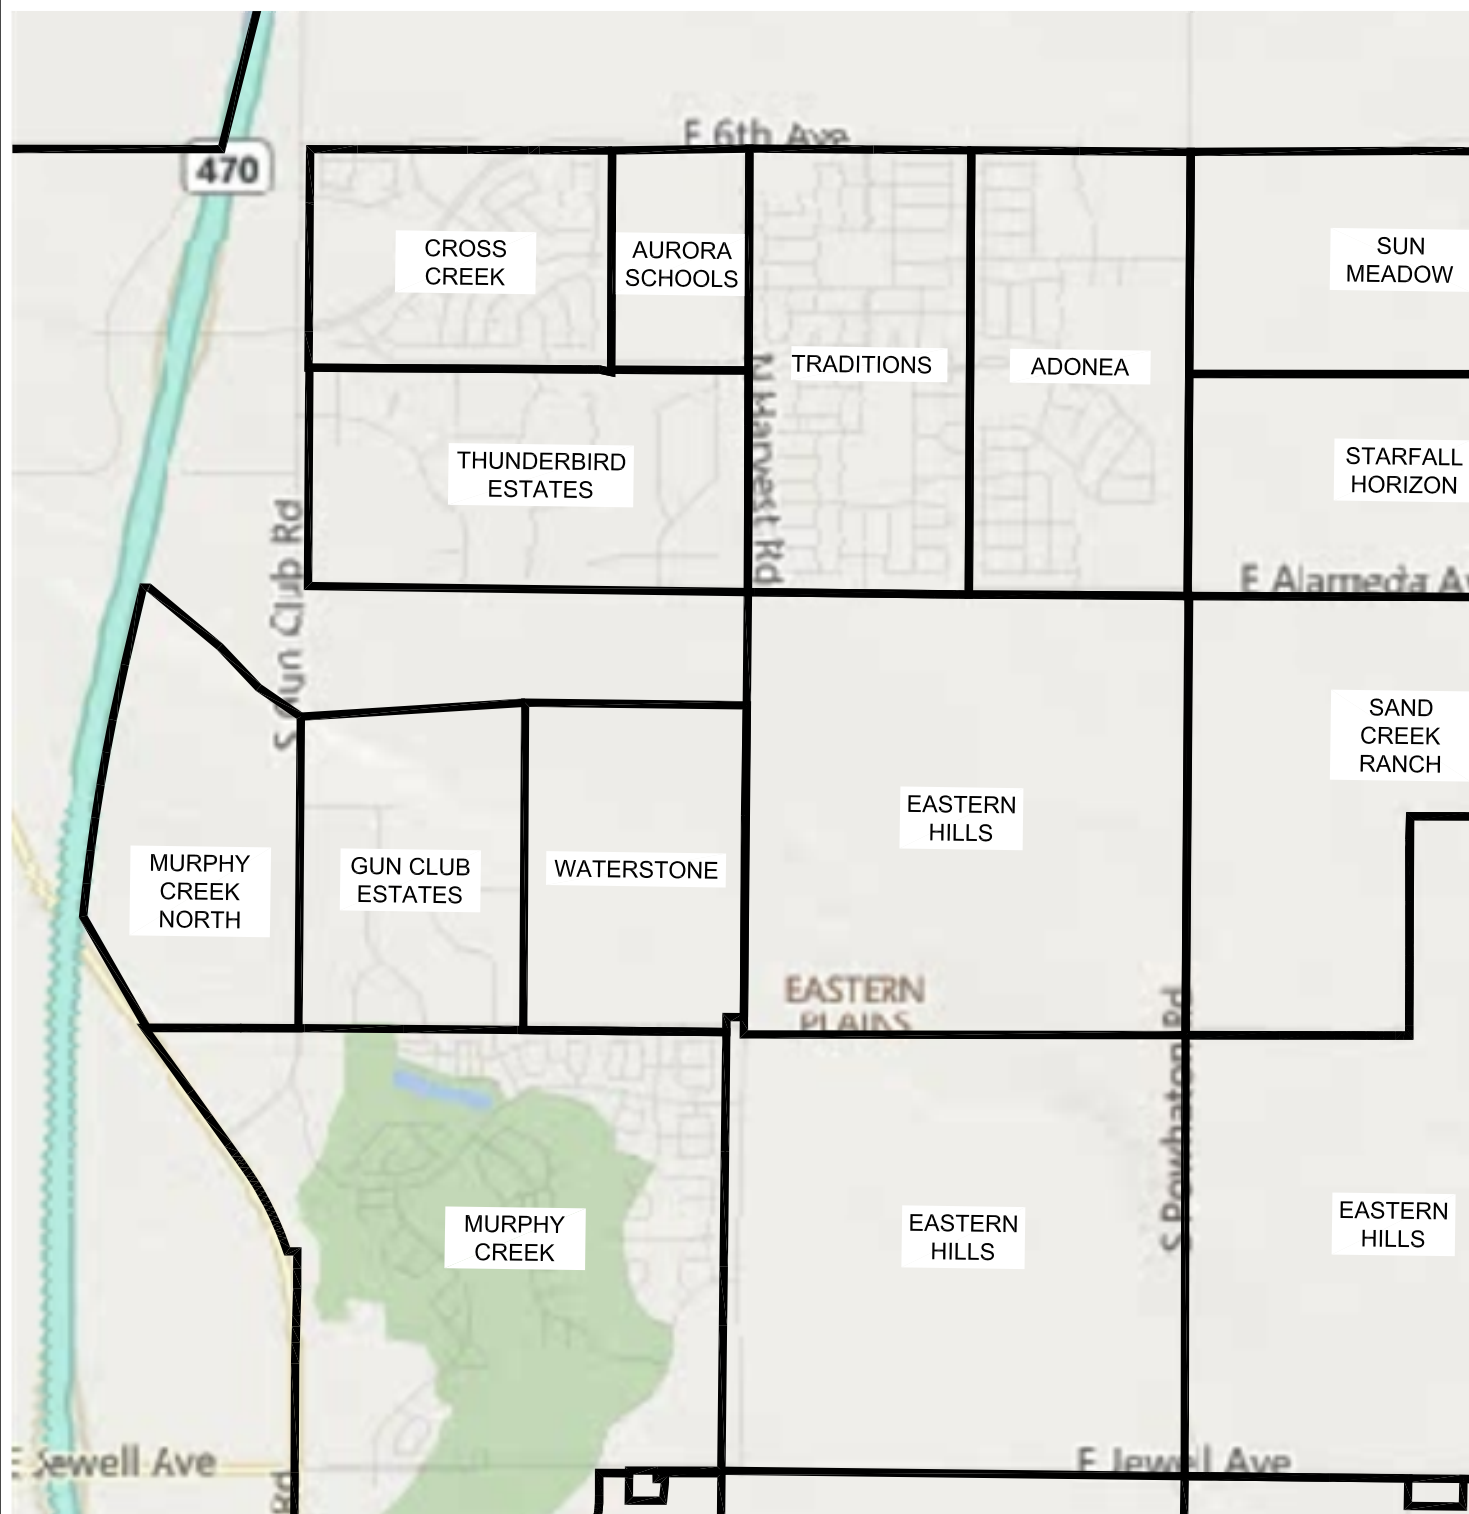 E 6th Ave
470
CROSS
CREEK
AURORA
SCHOOLS
SUN
MEADOW
TRADITIONS
ADONEA
N Harvest Rd
THUNDERBIRD
ESTATES
STARFALL
HORIZON
S Gun Club Rd
E Alameda Av
SAND
CREEK
RANCH
EASTERN
HILLS
MURPHY
CREEK
NORTH
GUN CLUB
ESTATES
WATERSTONE
EASTERN
PLAINS
S Powhaton Rd
MURPHY
CREEK
EASTERN
HILLS
EASTERN
HILLS
E Jewell Ave
E Jewell Ave
Rd